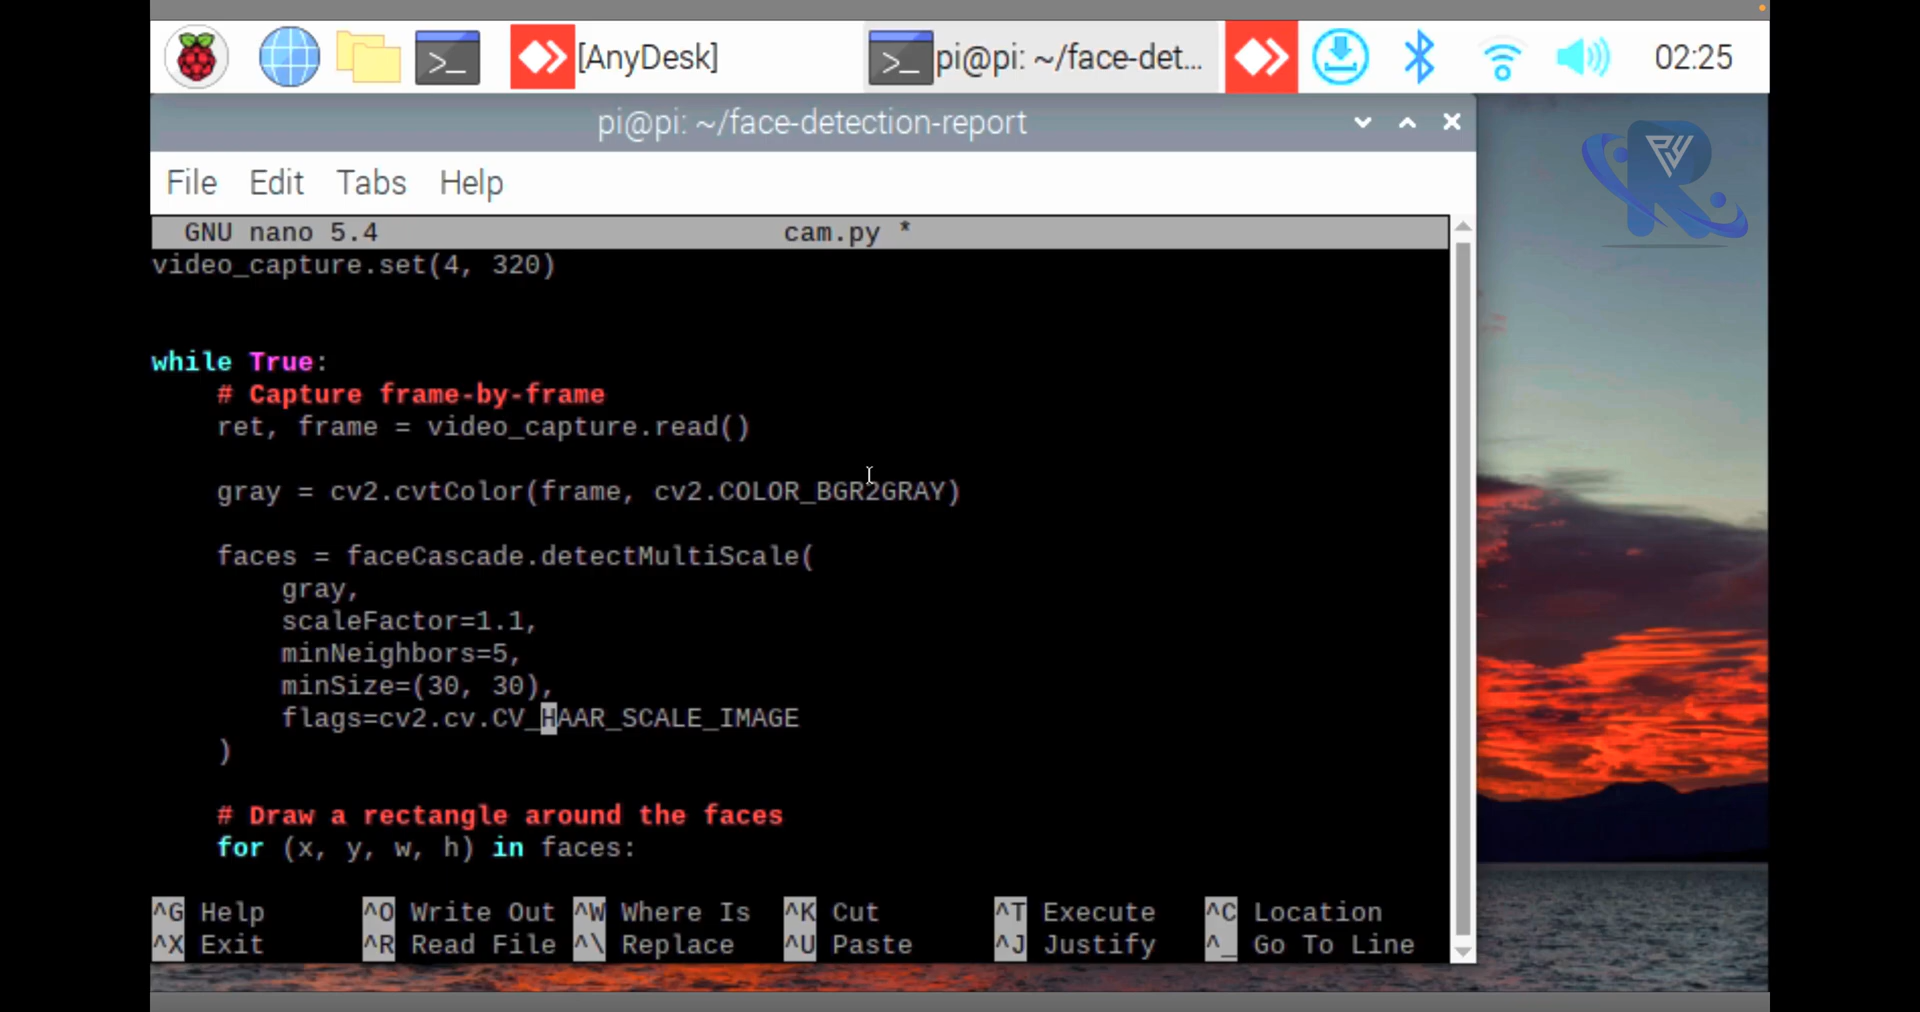 [AnyDesk]
pi@pi: ~/face-det...
02:25
pi@pi: ~/face-detection-report
File Edit Tabs Help
GNU nano 5.4 cam.py *
video_capture.set(4, 320)
while True:
# Capture frame-by-frame
ret, frame = video_capture.read()
gray = cv2.cvtColor(frame, cv2.COLOR_BGR2GRAY)
faces = faceCascade.detectMultiScale(
gray,
scaleFactor=1.1,
minNeighbors=5,
minSize=(30, 30),
flags=cv2.cv.CV_HAAR_SCALE_IMAGE
)
# Draw a rectangle around the faces
for (x, y, w, h) in faces:
^G Help ^O Write Out ^W Where Is ^K Cut ^T Execute ^C Location
^X Exit ^R Read File ^\ Replace ^U Paste ^J Justify ^_ Go To Line